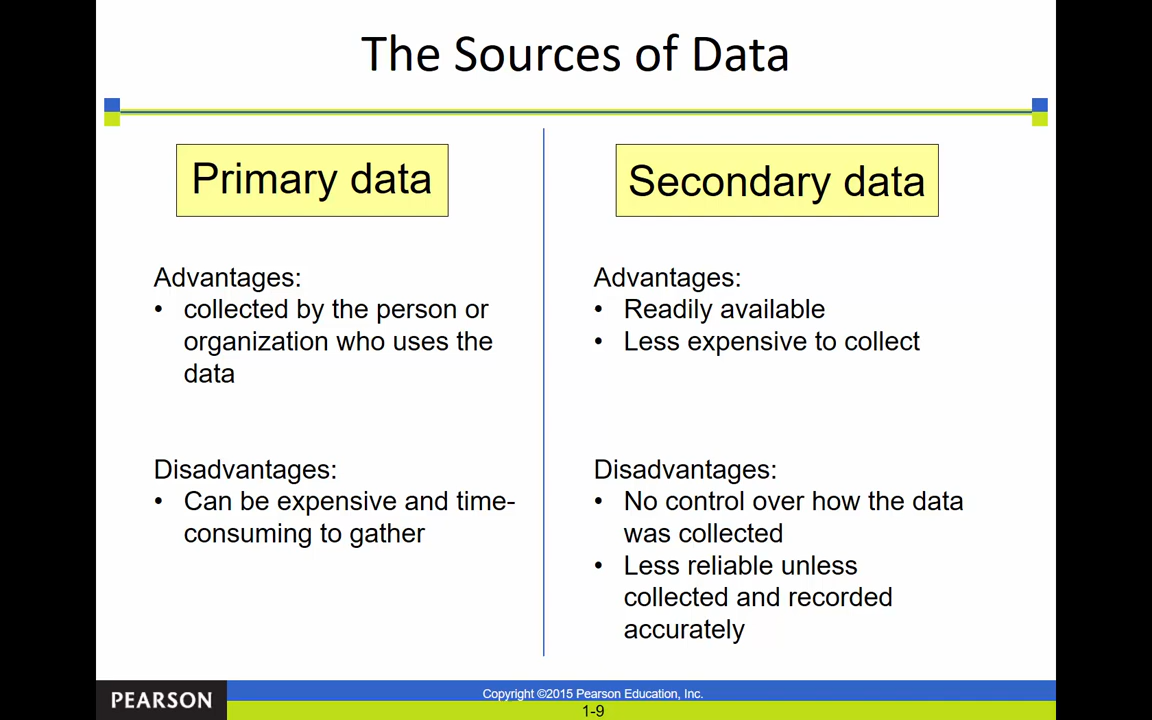 The Sources of Data
Primary data
Advantages:
• collected by the person or
organization who uses the
data
Disadvantages:
• Can be expensive and time-
consuming to gather
Secondary data
Advantages:
• Readily available
• Less expensive to collect
Disadvantages:
• No control over how the data
was collected
• Less reliable unless
collected and recorded
accurately
PEARSON
Copyright ©2015 Pearson Education, Inc.
1-9